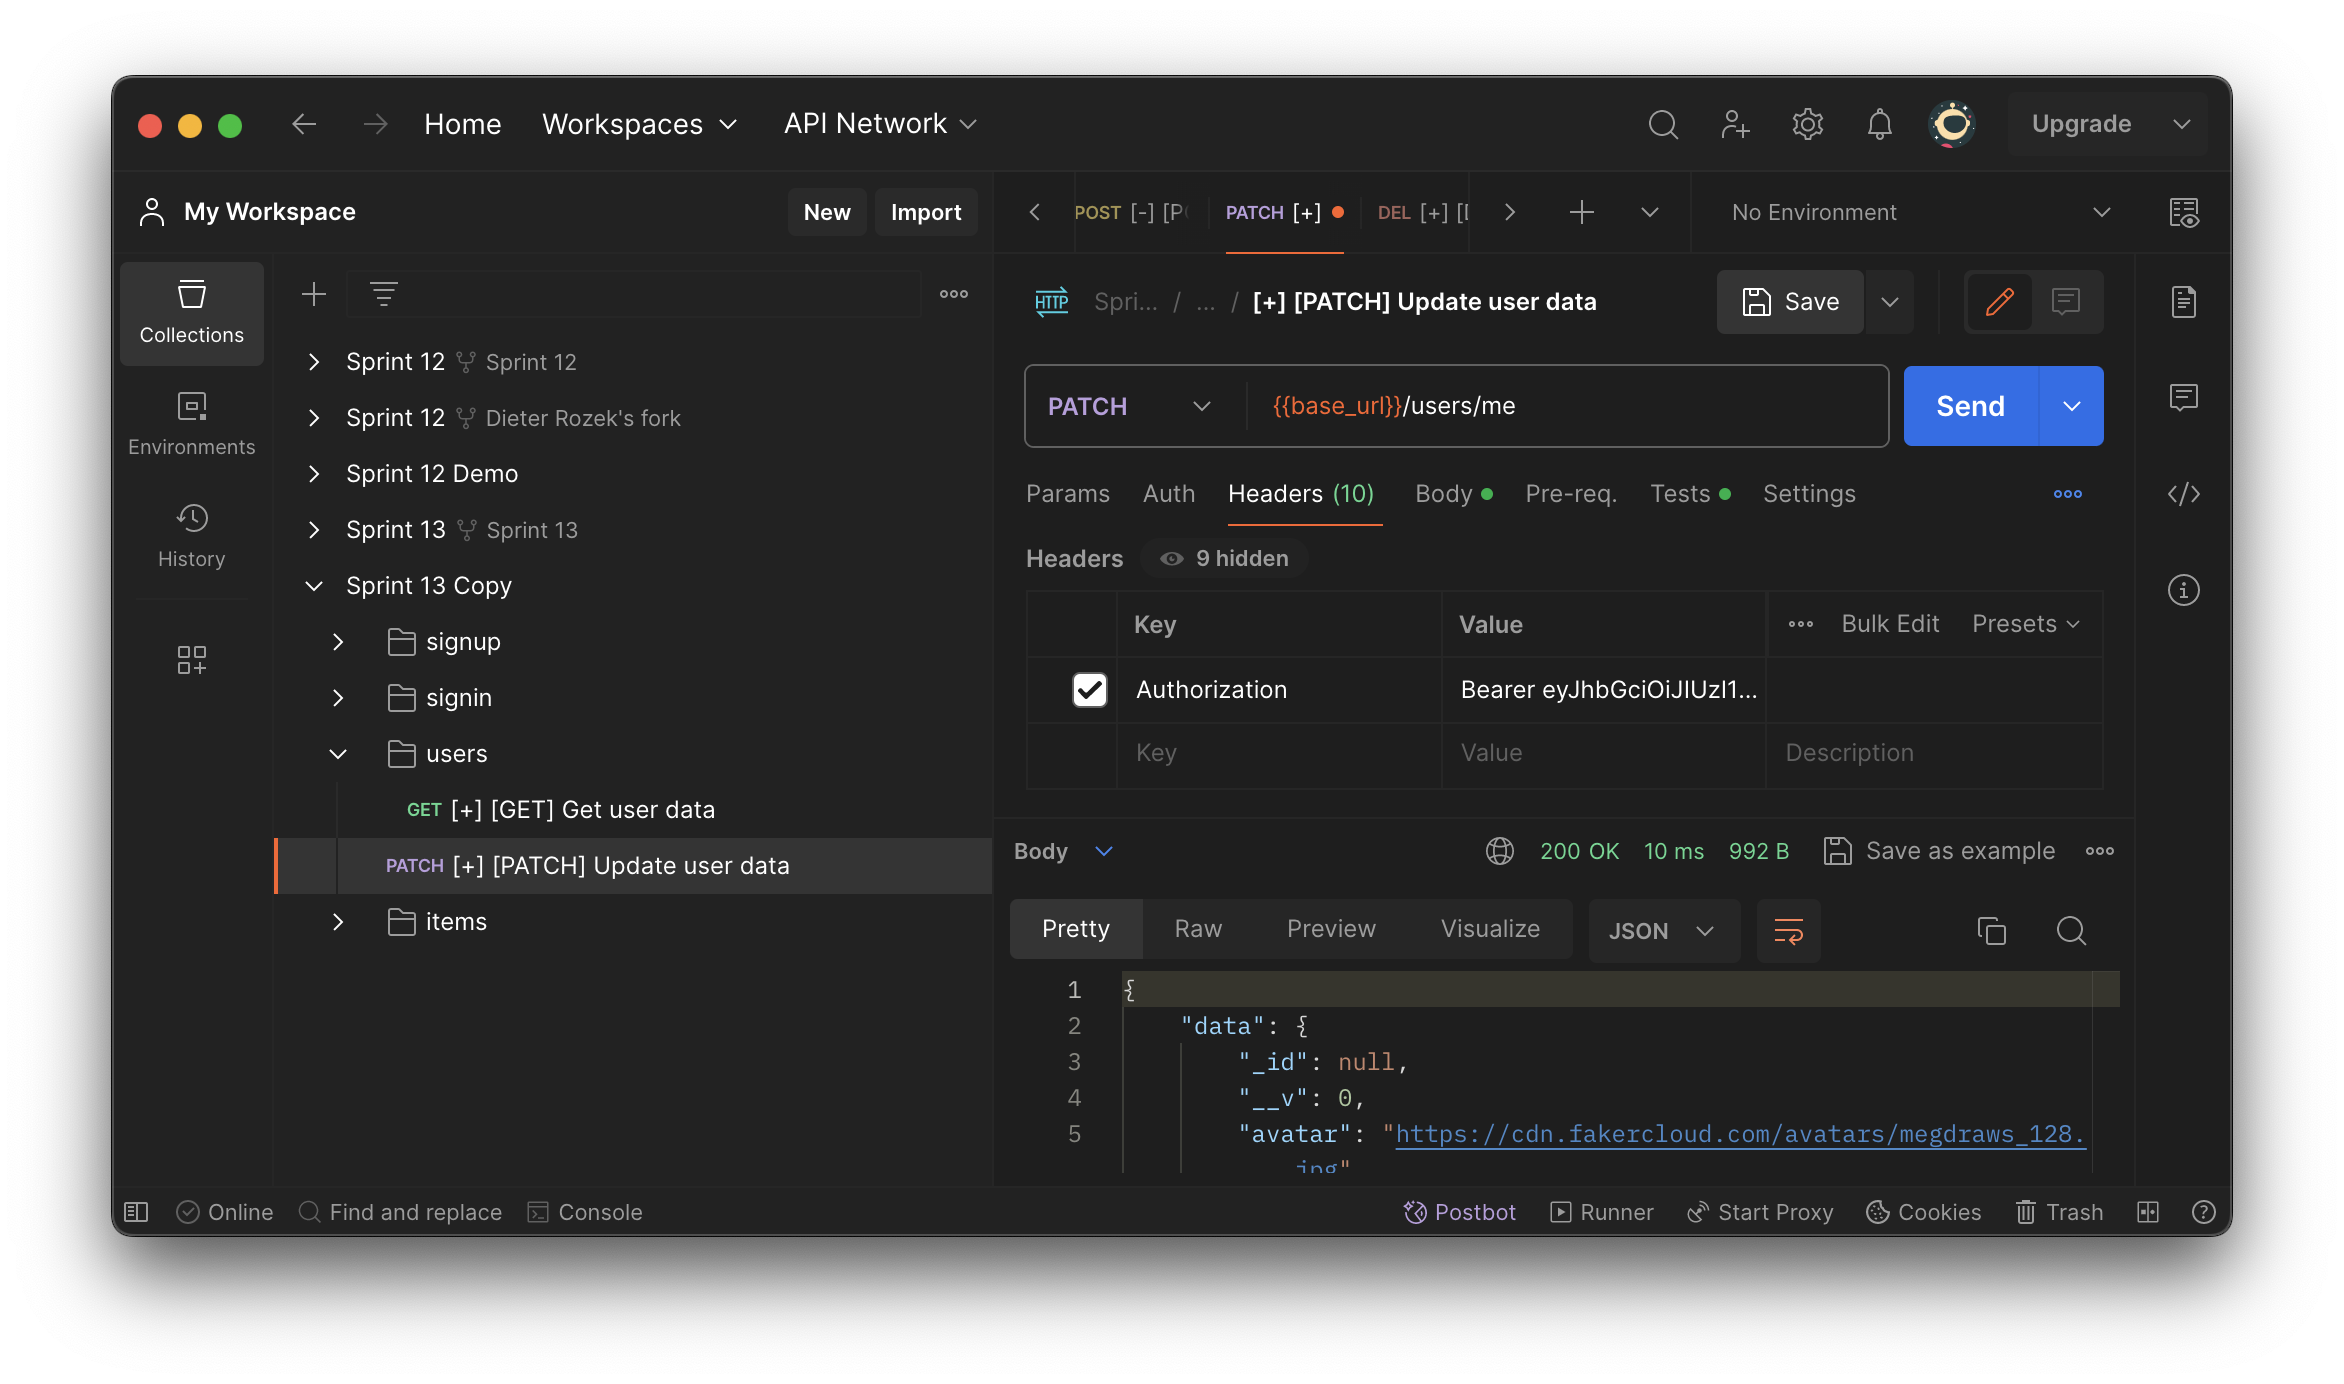 Home Workspaces API Network Upgrade
My Workspace New Import
POST [-] [P PATCH [+] DEL [+] [ No Environment
Collections
Environments
History
Sprint 12 Sprint 12
Sprint 12 Dieter Rozek's fork
Sprint 12 Demo
Sprint 13 Sprint 13
Sprint 13 Copy
signup
signin
users
GET [+] [GET] Get user data
PATCH [+] [PATCH] Update user data
items
HTTP Spri... / ... / [+] [PATCH] Update user data Save
PATCH {{base_url}}/users/me Send
Params Auth Headers (10) Body Pre-req. Tests Settings
Headers 9 hidden
Key Value Bulk Edit Presets
Authorization Bearer eyJhbGciOiJIUzI1...
Key Value Description
Body 200 OK 10 ms 992 B Save as example
Pretty Raw Preview Visualize JSON
1 {
2 "data": {
3 "_id": null,
4 "__v": 0,
5 "avatar": "https://cdn.fakercloud.com/avatars/megdraws_128.
jpg"
Online Find and replace Console Postbot Runner Start Proxy Cookies Trash